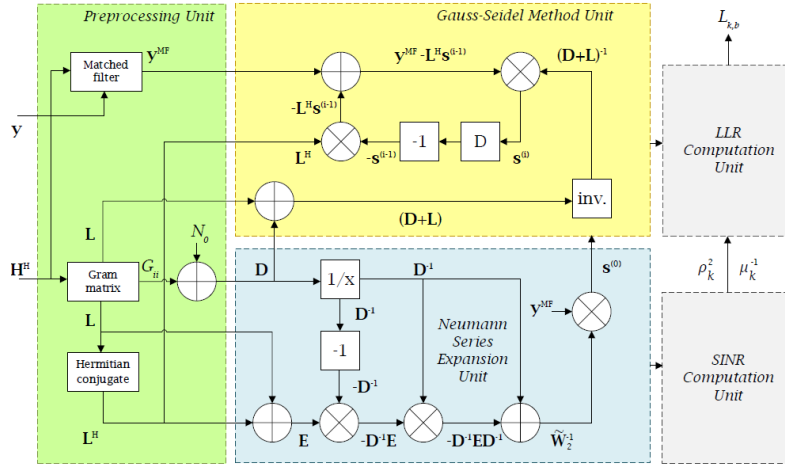 Preprocessing Unit
Gauss-Seidel Method Unit
L_{k,b}
Matched
filter
y^{MF}
y^{MF} -L^H s^{(i-1)}
(D+L)^{-1}
-L^H s^{(i-1)}
y
L^H
-s^{(i-1)}
-1
D
s^{(i)}
LLR
Computation
Unit
inv.
(D+L)
L
N_0
H^H
Gram
matrix
G_{ii}
D
1/x
D^{-1}
s^{(0)}
ρ_k^2
μ_k^{-1}
L
D^{-1}
y^{MF}
-1
Neumann
Series
Expansion
Unit
Hermitian
conjugate
-D^{-1}
SINR
Computation
Unit
L^H
E
-D^{-1}E
-D^{-1}ED^{-1}
W̃_2^{-1}